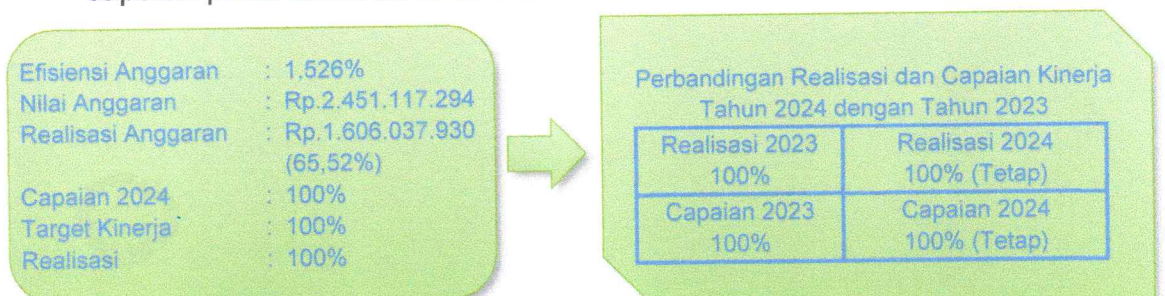 Efisiensi Anggaran : 1,526%
Nilai Anggaran : Rp.2.451.117.294
Realisasi Anggaran : Rp.1.606.037.930
(65,52%)
Capaian 2024 : 100%
Target Kinerja : 100%
Realisasi : 100%
Perbandingan Realisasi dan Capaian Kinerja
Tahun 2024 dengan Tahun 2023
Realisasi 2023 Realisasi 2024
100% 100% (Tetap)
Capaian 2023 Capaian 2024
100% 100% (Tetap)